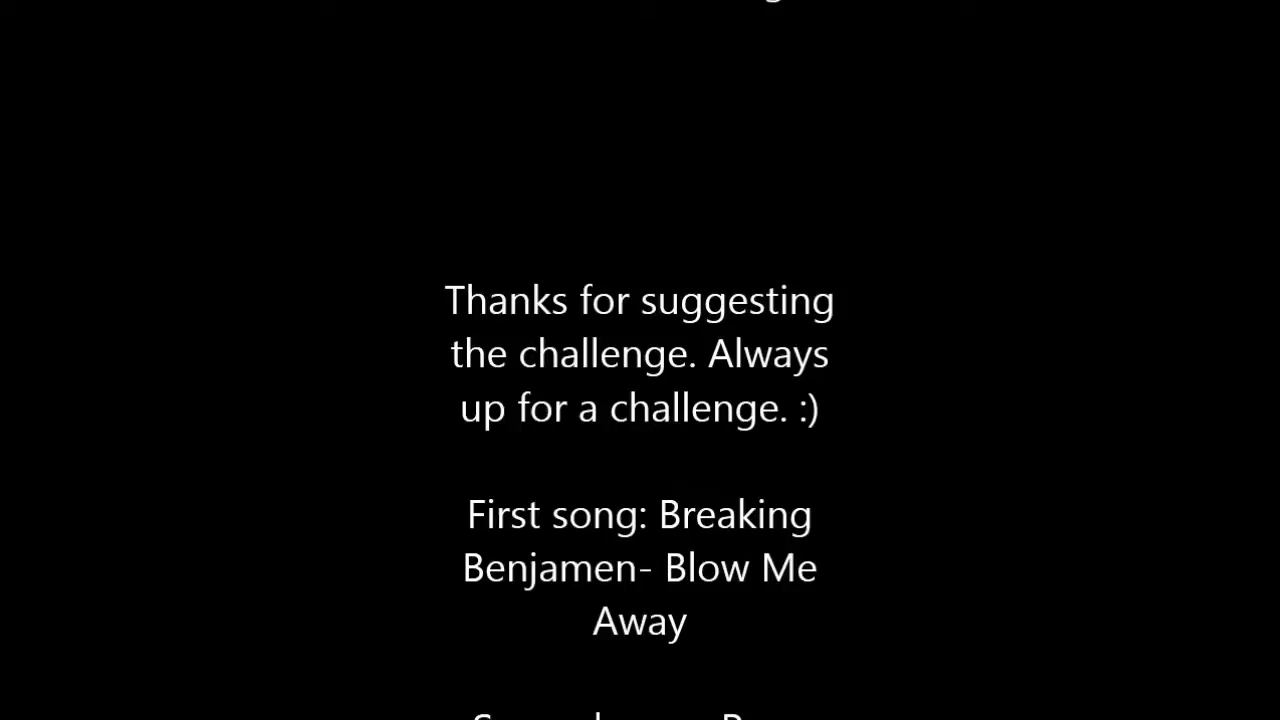 Thanks for suggesting
the challenge. Always
up for a challenge. :)
First song: Breaking
Benjamen- Blow Me
Away